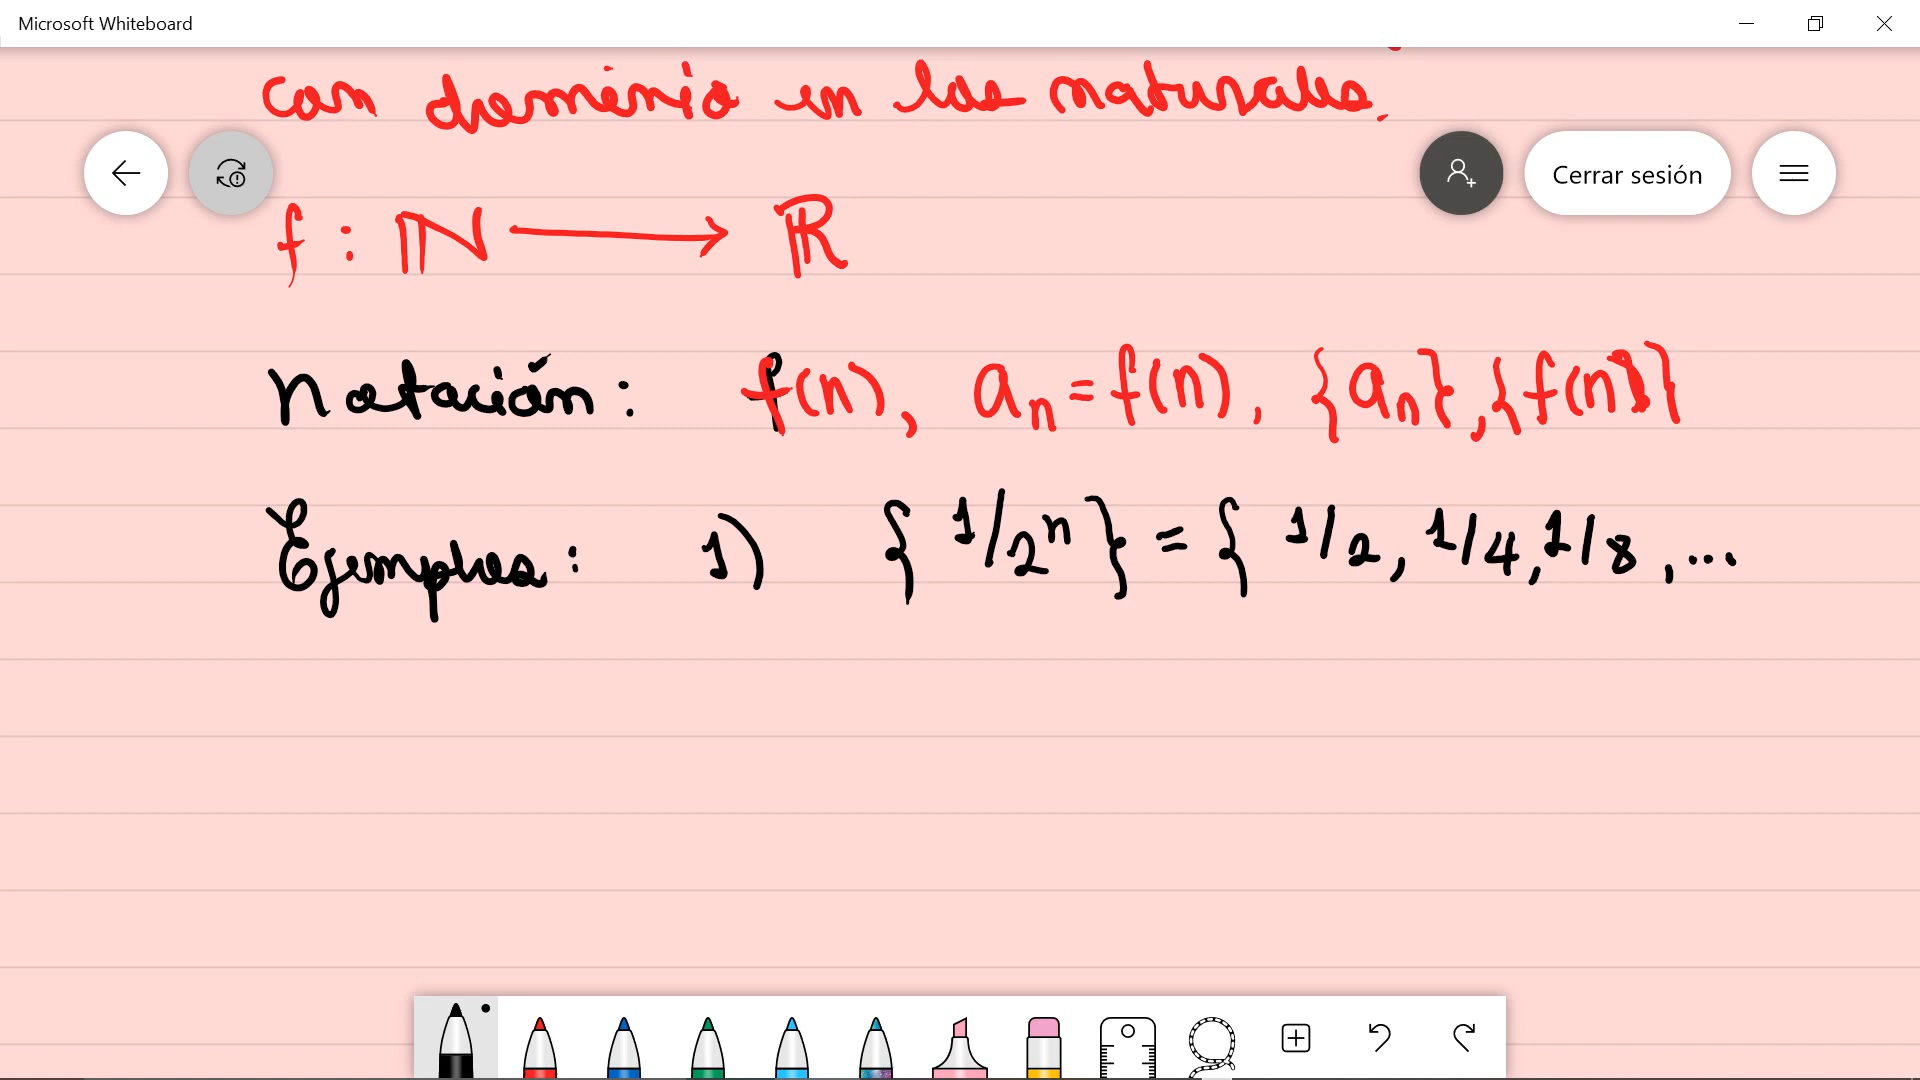 Microsoft Whiteboard
con dominio en los naturales.
Cerrar sesión
f : ℕ ⟶ ℝ
Notación: f(n), aₙ = f(n), {aₙ}, {f(n)}
Ejemplos: 1) {1/2ⁿ} = {1/2, 1/4, 1/8, ...